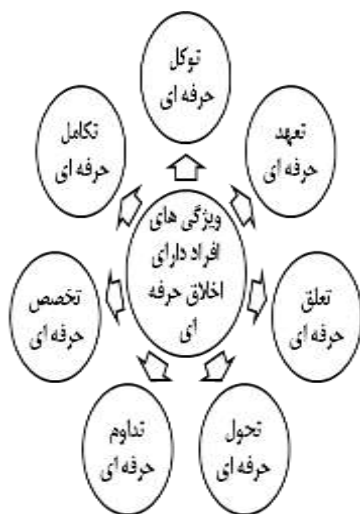 توکل
حرفه ای
تعهد
حرفه ای
تعلق
حرفه ای
تحول
حرفه ای
تداوم
حرفه ای
تخصص
حرفه ای
تکامل
حرفه ای
ویژگی های
افراد دارای
اخلاق حرفه
ای